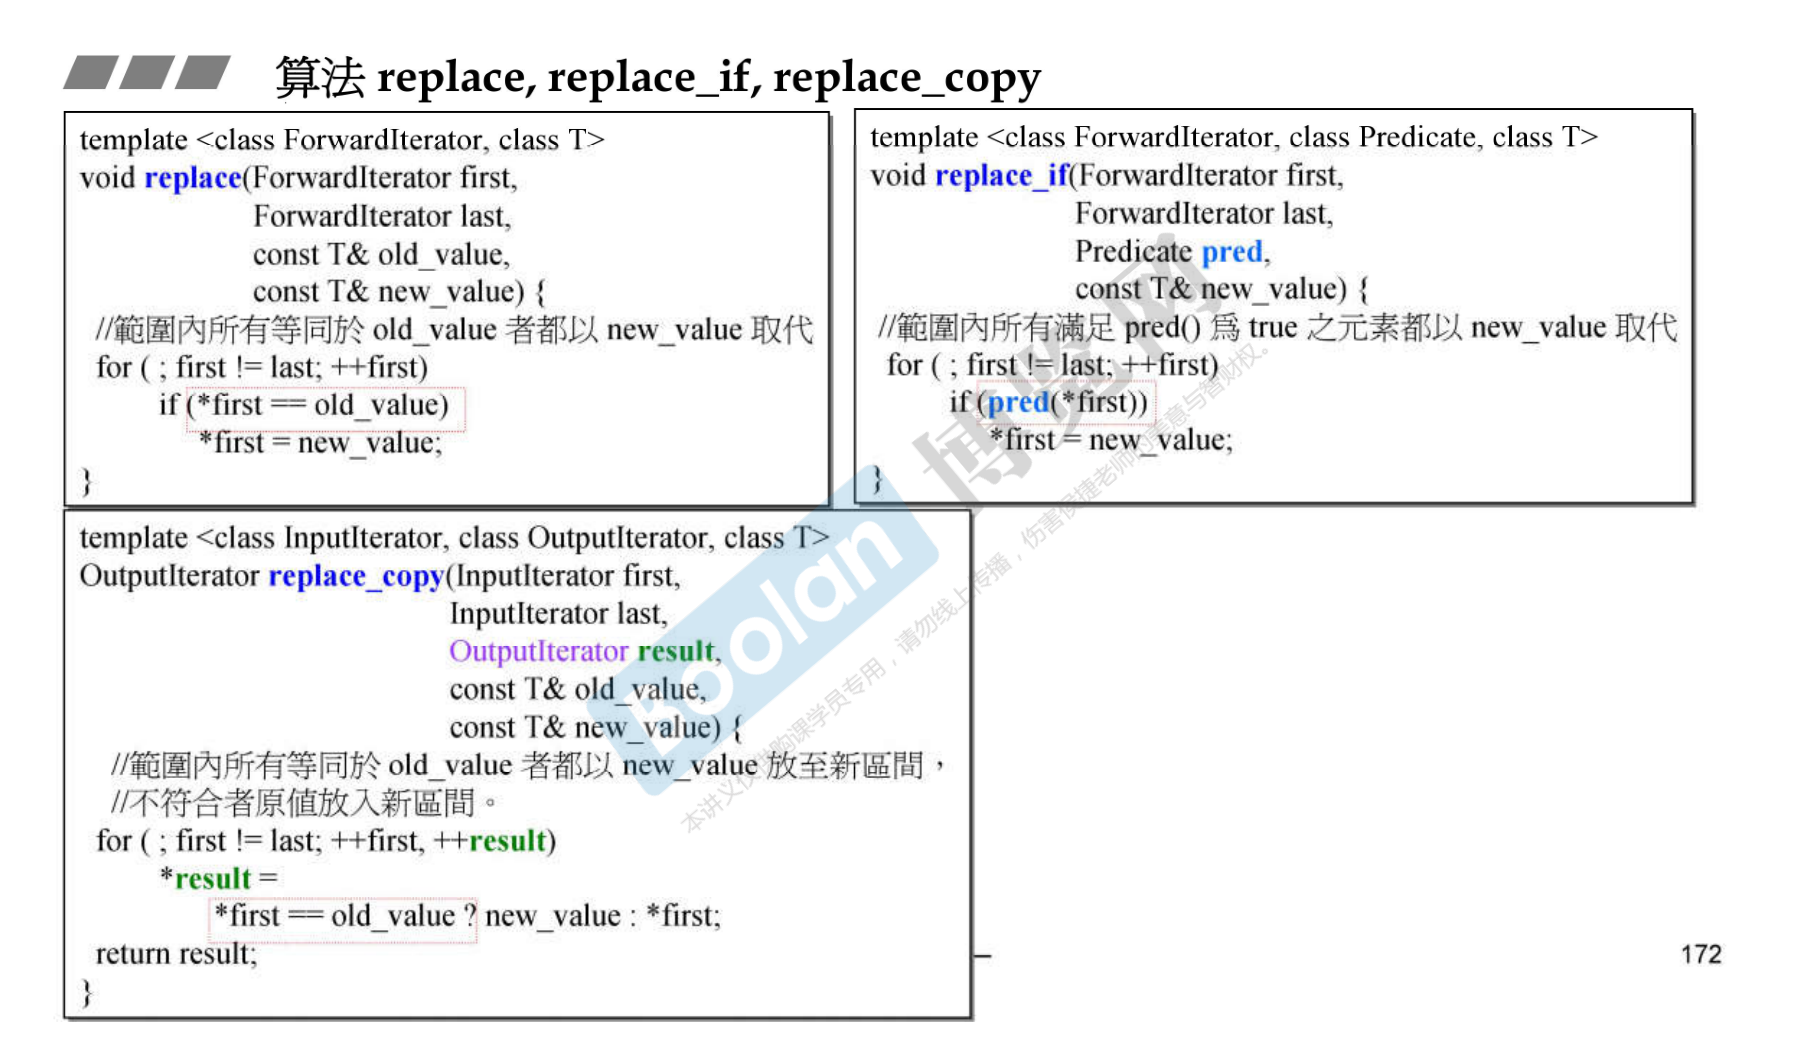 算法 replace, replace_if, replace_copy
template <class ForwardIterator, class T>
void replace(ForwardIterator first,
ForwardIterator last,
const T& old_value,
const T& new_value) {
//範圍內所有等同於 old_value 者都以 new_value 取代
for ( ; first != last; ++first)
if (*first == old_value)
*first = new_value;
}
template <class ForwardIterator, class Predicate, class T>
void replace_if(ForwardIterator first,
ForwardIterator last,
Predicate pred,
const T& new_value) {
//範圍內所有滿足 pred() 爲 true 之元素都以 new_value 取代
for ( ; first != last; ++first)
if (pred(*first))
*first = new_value;
}
template <class InputIterator, class OutputIterator, class T>
OutputIterator replace_copy(InputIterator first,
InputIterator last,
OutputIterator result,
const T& old_value,
const T& new_value) {
//範圍內所有等同於 old_value 者都以 new_value 放至新區間，
//不符合者原值放入新區間。
for ( ; first != last; ++first, ++result)
*result =
*first == old_value ? new_value : *first;
return result;
}
172
Boolan 博览网
本讲义仅供购课学员专用，请勿线上传播，伤害侯捷老师的美意与智财权。